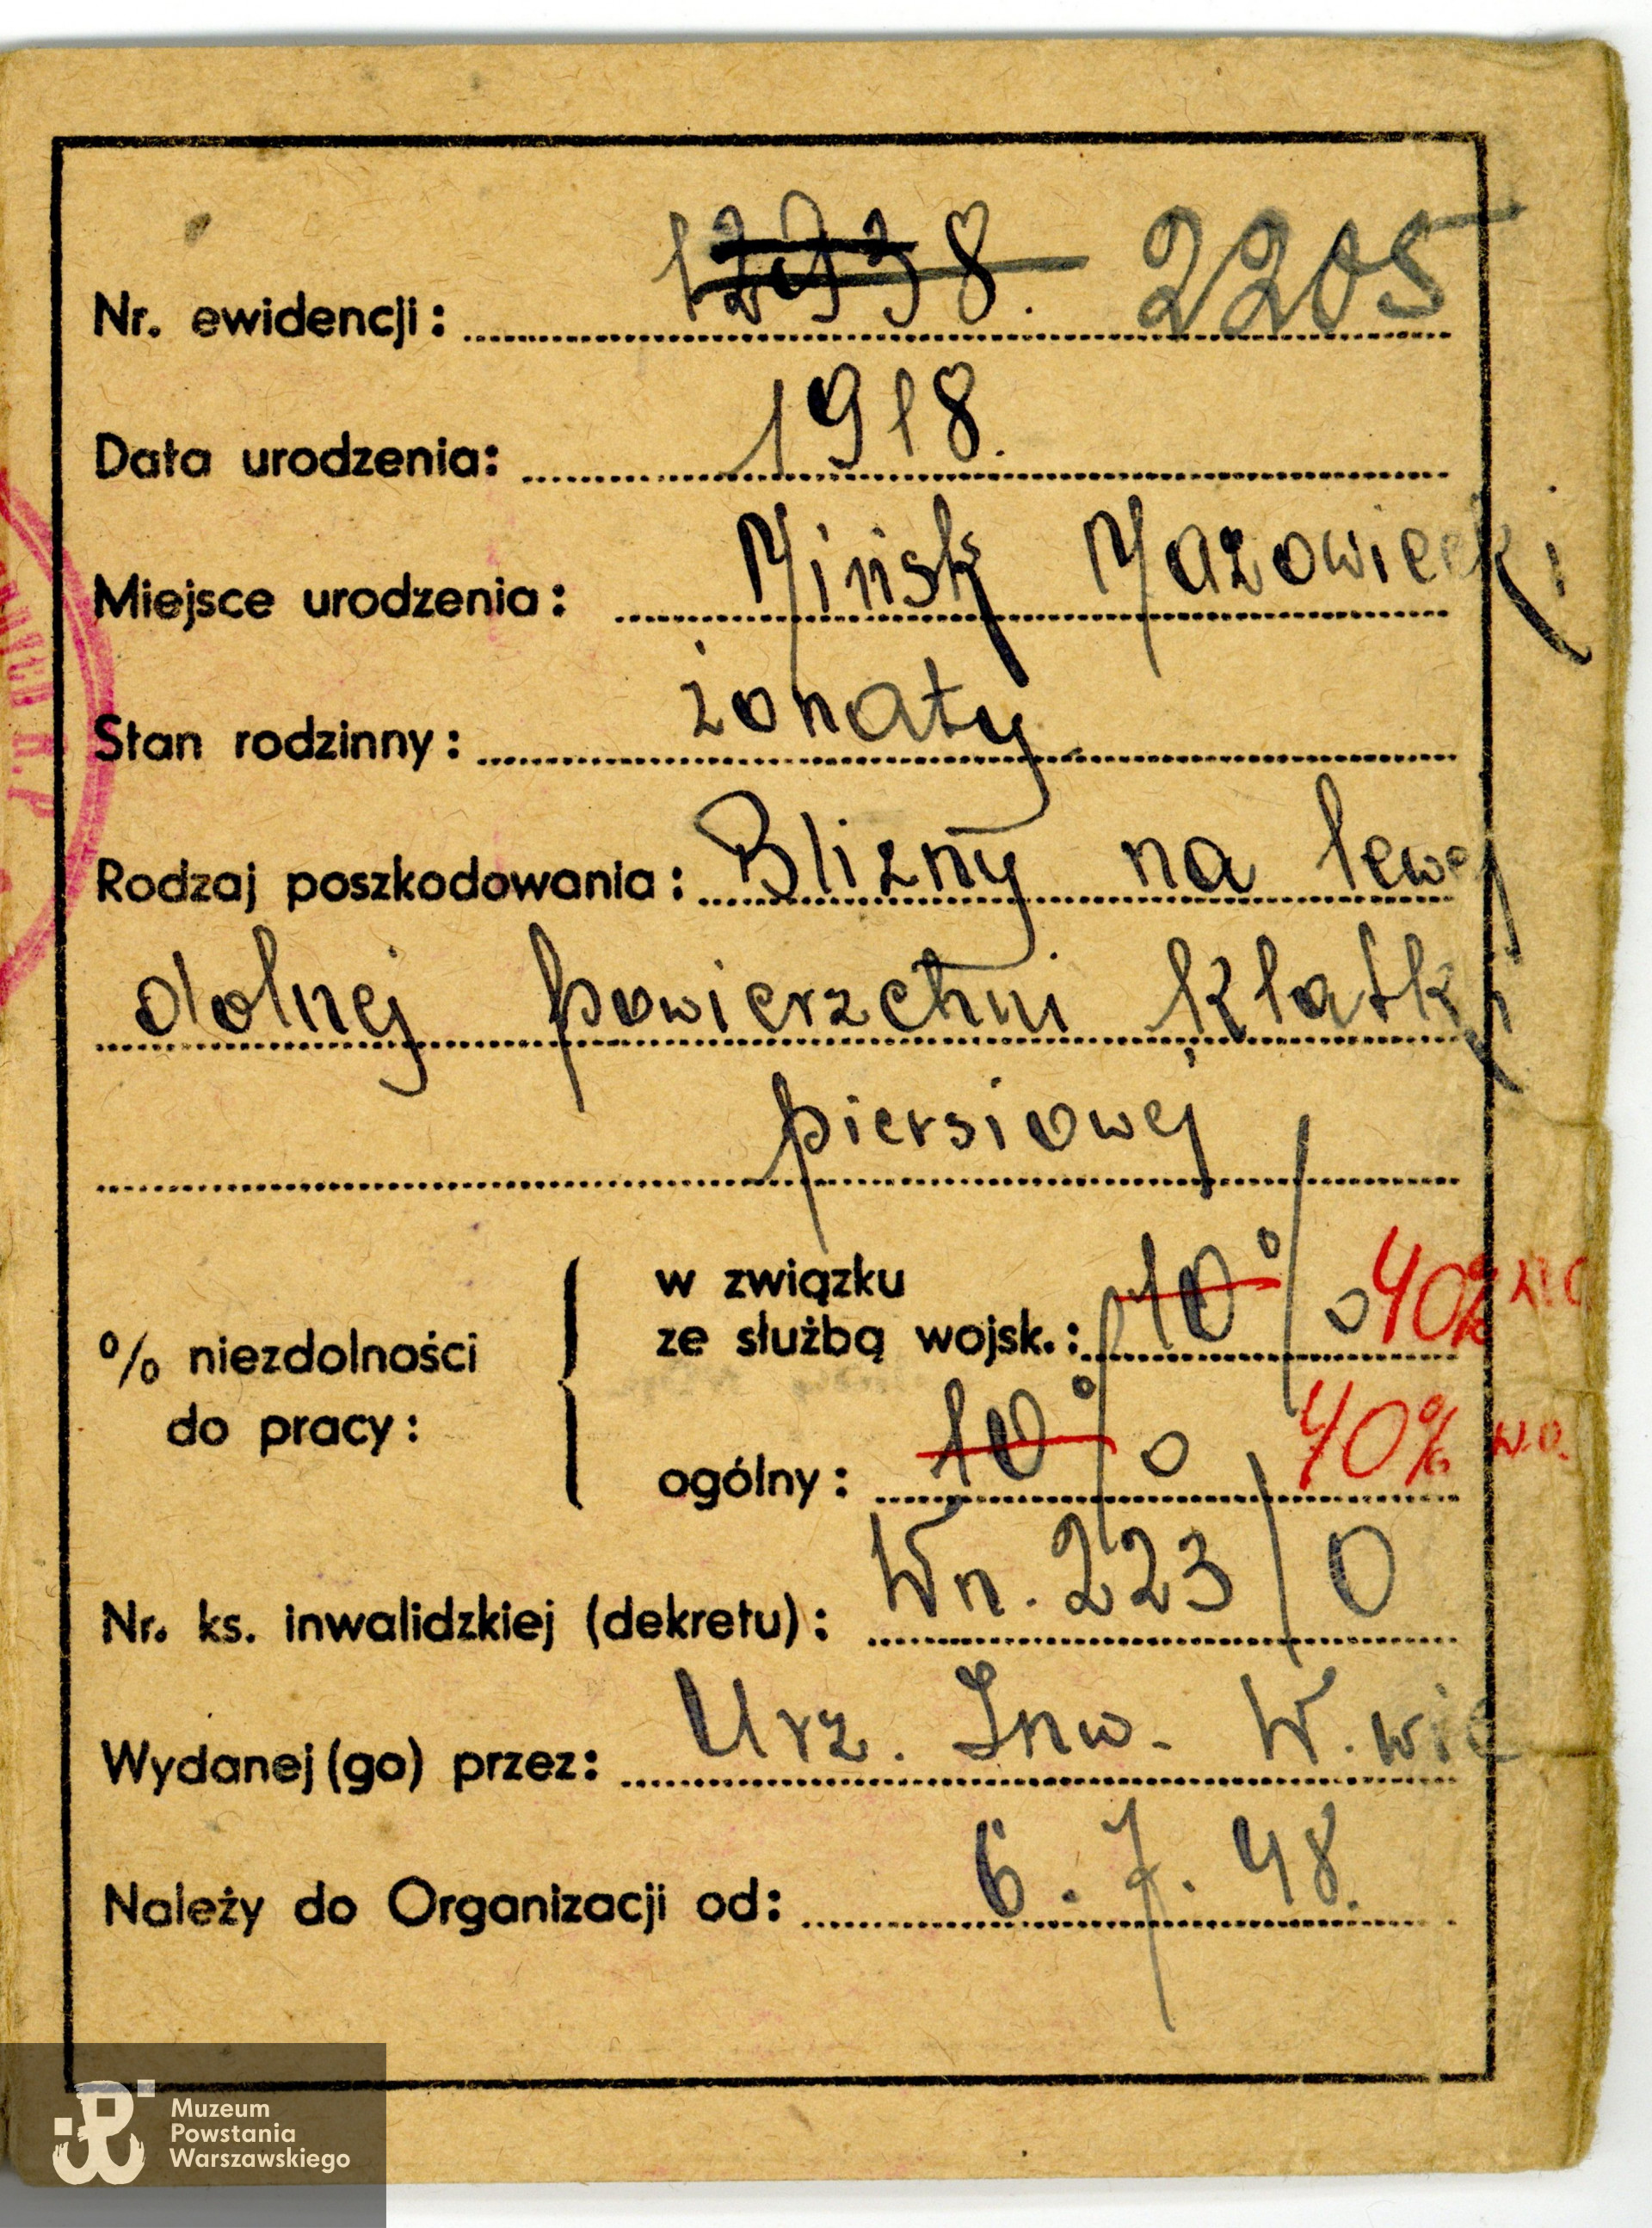 Nr. ewidencji: 2205
Data urodzenia: 1918.
Miejsce urodzenia: Mińsk Mazowiecki
Stan rodzinny: żonaty
Rodzaj poszkodowania: Blizny na lewej
dolnej powierzchni klatki
piersiowej
% niezdolności do pracy:
w związku
ze służbą wojsk.: 10% 40%
ogólny: 10% 40% w.o.
Nr. ks. inwalidzkiej (dekretu): Wn. 223/0
Wydanej (go) przez: Urz. Inw. W. wie
Należy do Organizacji od: 6.7.48.
Muzeum
Powstania
Warszawskiego